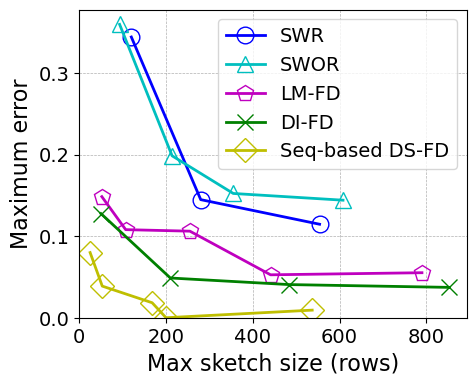 SWR
SWOR
LM-FD
DI-FD
Seq-based DS-FD
Maximum error
0.3
0.2
0.1
0.0
0 200 400 600 800
Max sketch size (rows)